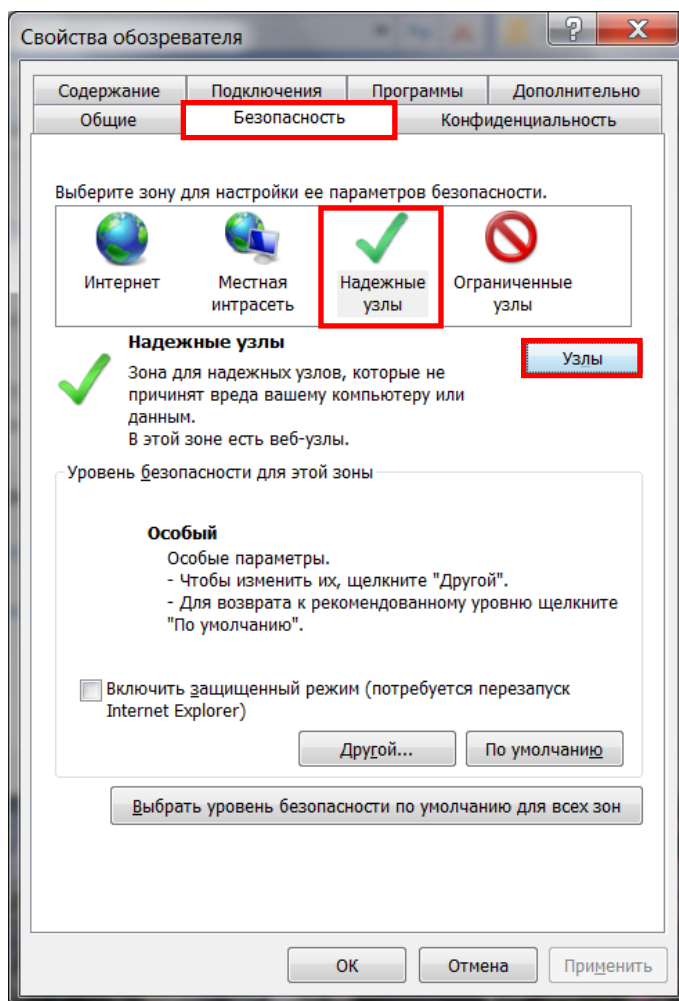 Свойства обозревателя
?
X
Содержание Подключения Программы Дополнительно
Общие Безопасность Конфиденциальность
Выберите зону для настройки ее параметров безопасности.
Интернет Местная интрасеть Надежные узлы Ограниченные узлы
Надежные узлы
Узлы
Зона для надежных узлов, которые не
причинят вреда вашему компьютеру или
данным.
В этой зоне есть веб-узлы.
Уровень безопасности для этой зоны
Особый
Особые параметры.
- Чтобы изменить их, щелкните "Другой".
- Для возврата к рекомендованному уровню щелкните
"По умолчанию".
Включить защищенный режим (потребуется перезапуск
Internet Explorer)
Другой... По умолчанию
Выбрать уровень безопасности по умолчанию для всех зон
ОК Отмена Применить